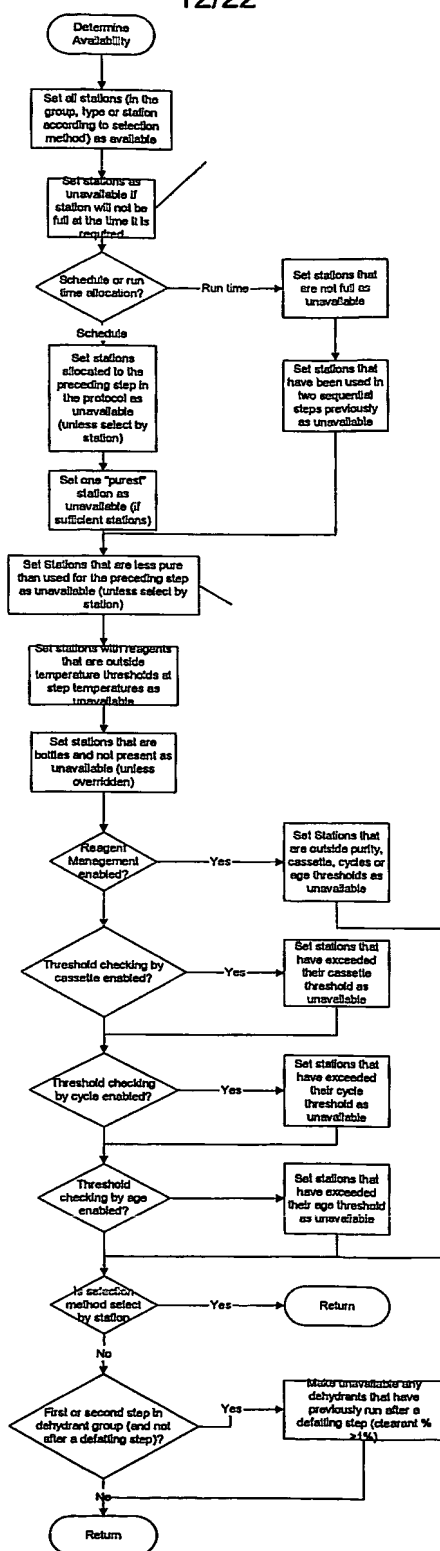 12/22
Determine
Availability
Set all stations (in the
group, type or station
according to selection
method) as available
Set stations as
unavailable if
station will not be
full at the time it is
required
Schedule or run
time allocation?
Run time
Set stations that
are not full as
unavailable
Schedule
Set
stations
allocated to the
preceding step in
the protocol as
unavailable
(unless select by
station)
Set stations that
have been used in
two sequential
steps previously
as unavailable
Set one "purest"
station as
unavailable (if
sufficient stations)
Set Stations that are less pure
than used for the preceding step
as unavailable (unless select by
station)
Set stations with reagents
that are outside
temperature thresholds at
step temperatures as
unavailable
Set stations that are
bottles and not present as
unavailable (unless
overridden)
Reagent
Management
enabled?
Yes
Set Stations that
are outside purity,
cassette, cycles or
age thresholds as
unavailable
Threshold checking by
cassette enabled?
Yes
Set stations that
have exceeded
their cassette
threshold as
unavailable
Threshold checking
by cycle enabled?
Yes
Set stations that
have exceeded
their cycle
threshold as
unavailable
Threshold
checking by age
enabled?
Set stations that
have exceeded
their age threshold
as unavailable
Is selection
method select
by station
Yes
Return
No
First or second step in
dehydrant group (and not
after a defatting step)?
Yes
Make unavailable any
dehydrants that have
previously run after a
defatting step (clearant %
>1%)
No
Return